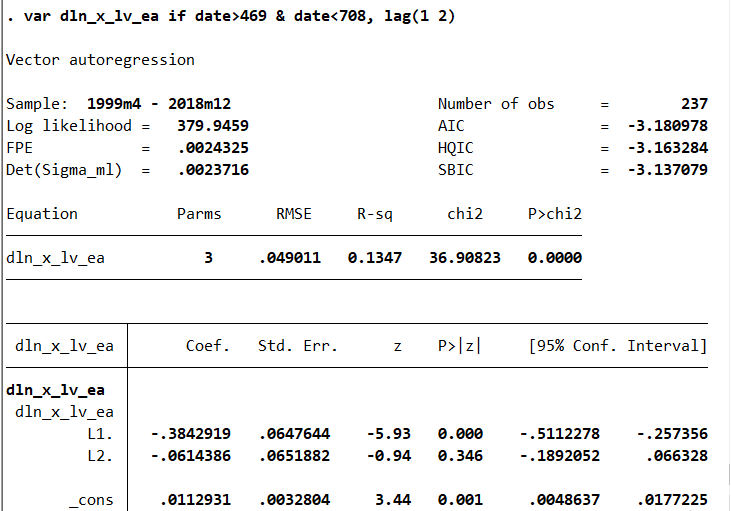 . var dln_x_lv_ea if date>469 & date<708, lag(1 2)
Vector autoregression
Sample: 1999m4 - 2018m12 Number of obs = 237
Log likelihood = 379.9459 AIC = -3.180978
FPE = .0024325 HQIC = -3.163284
Det(Sigma_ml) = .0023716 SBIC = -3.137079
Equation Parms RMSE R-sq chi2 P>chi2
dln_x_lv_ea 3 .049011 0.1347 36.90823 0.0000
dln_x_lv_ea Coef. Std. Err. z P>|z| [95% Conf. Interval]
dln_x_lv_ea
dln_x_lv_ea
L1. -.3842919 .0647644 -5.93 0.000 -.5112278 -.257356
L2. -.0614386 .0651882 -0.94 0.346 -.1892052 .066328
_cons .0112931 .0032804 3.44 0.001 .0048637 .0177225